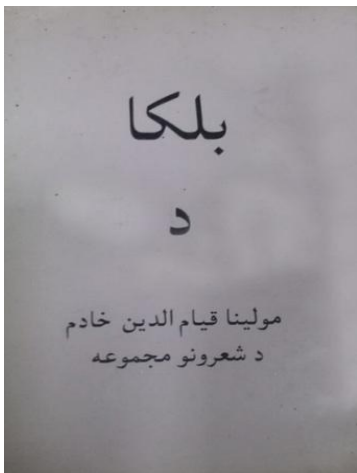 بلکا
د
مولینا قیام الدین خادم
د شعرونو مجموعه